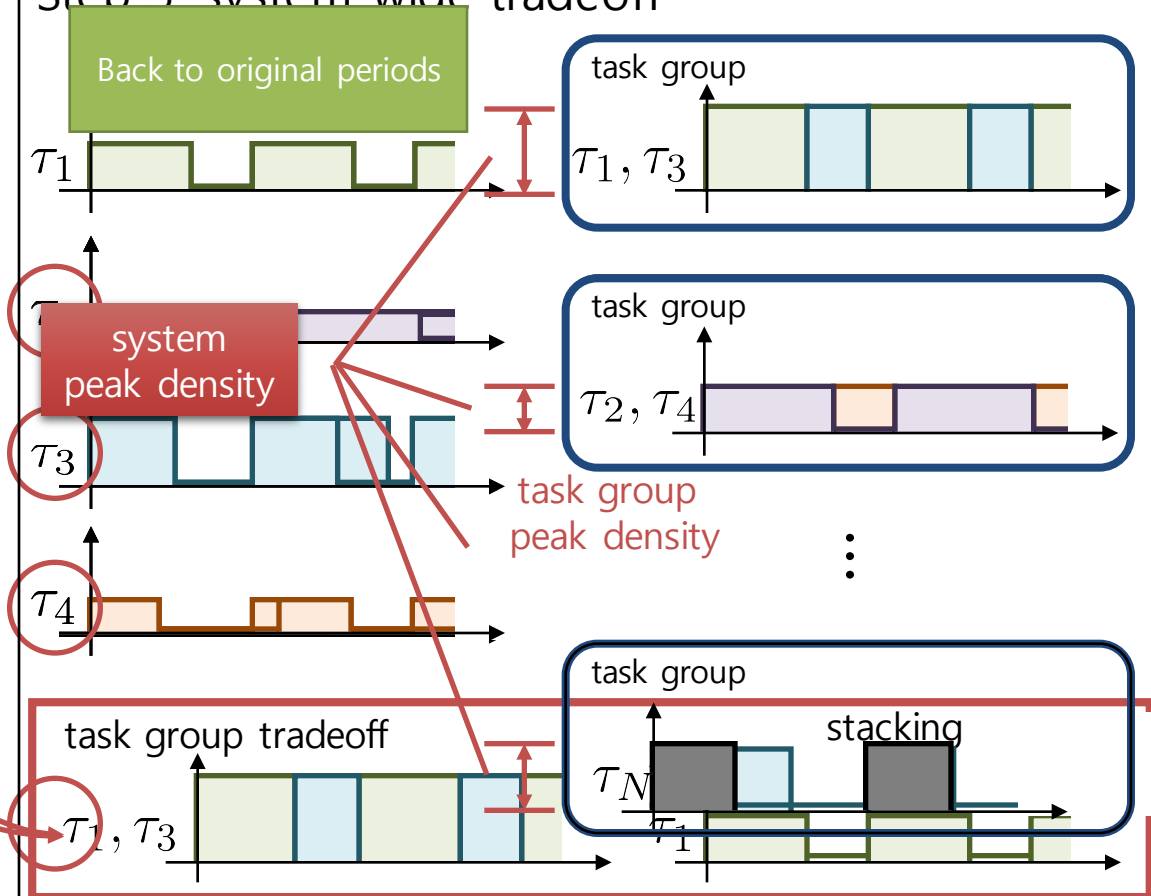 Back to original periods
task group
τ1
τ1, τ3
system
peak density
task group
τ2, τ4
τ3
task group
peak density
⋮
τ4
task group
task group tradeoff
stacking
τN
τ1, τ3
τ1